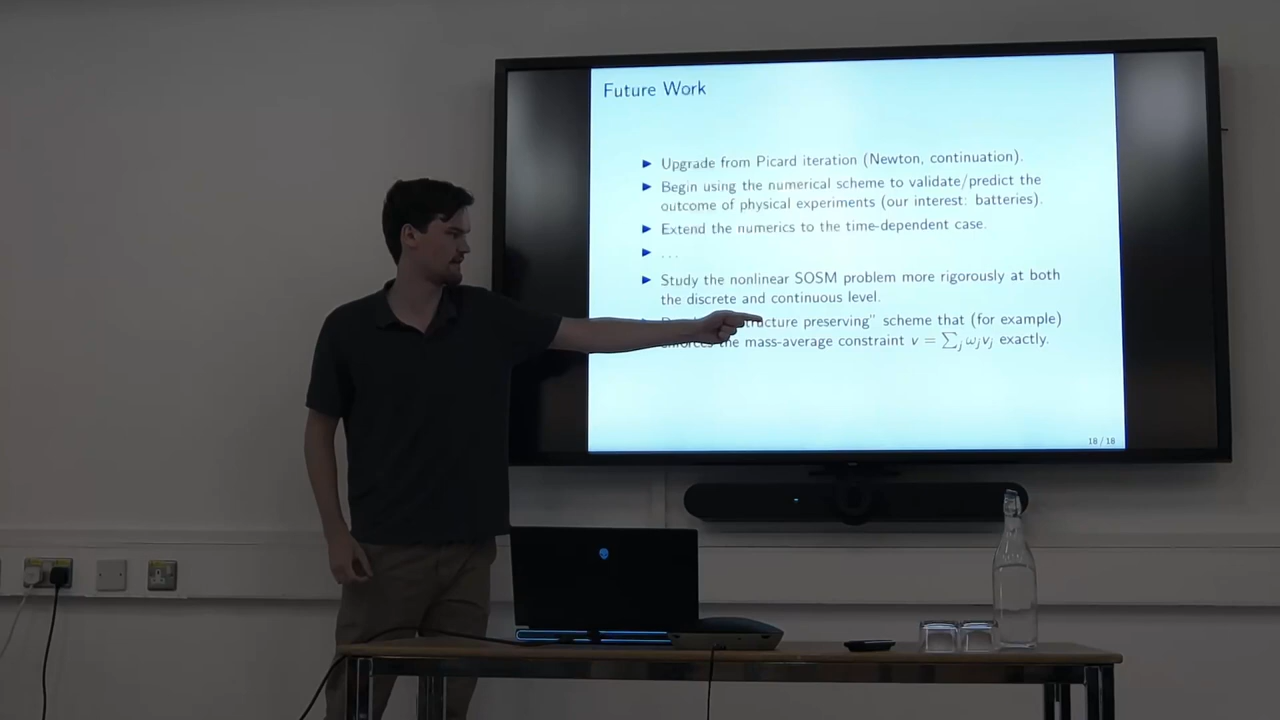 Future Work
► Upgrade from Picard iteration (Newton, continuation).
► Begin using the numerical scheme to validate/predict the
outcome of physical experiments (our interest: batteries).
► Extend the numerics to the time-dependent case.
► ...
► Study the nonlinear SOSM problem more rigorously at both
the discrete and continuous level.
preserving" scheme that (for example)
the mass-average constraint v = ∑ⱼ ωⱼvⱼ exactly.
18 / 18